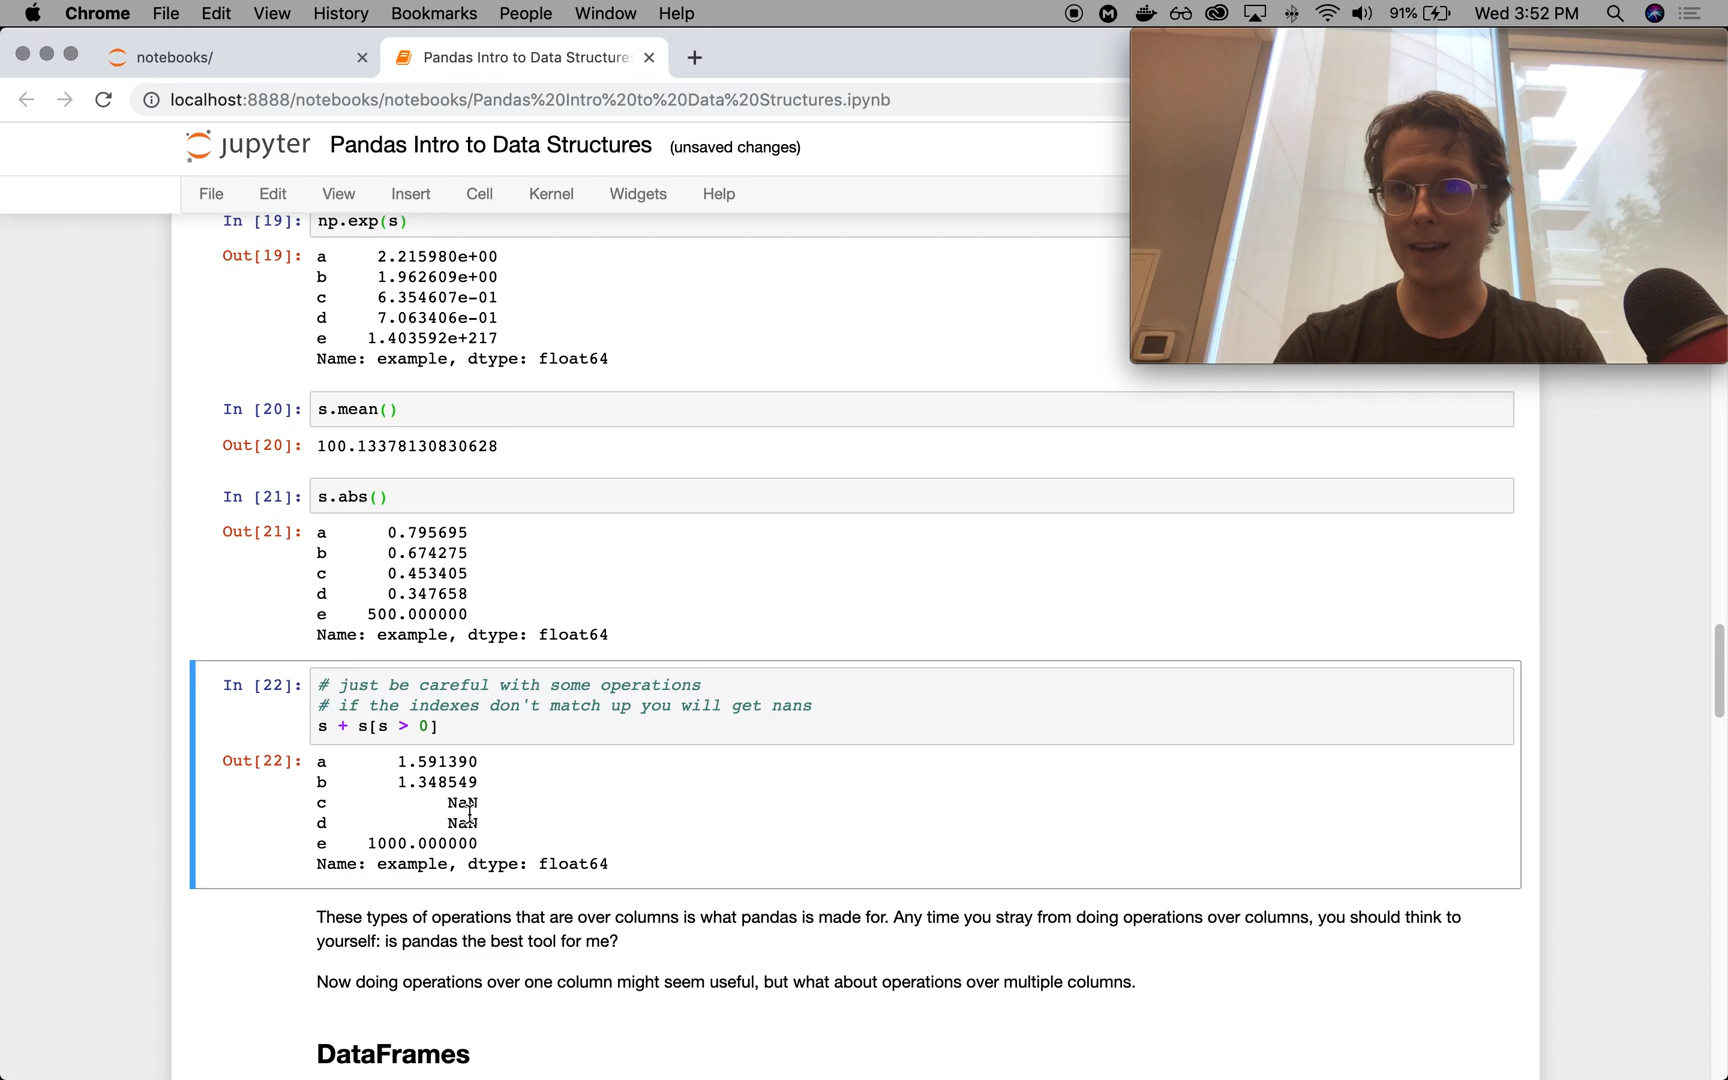 Chrome File Edit View History Bookmarks People Window Help 91% Wed 3:52 PM
notebooks/ Pandas Intro to Data Structures
localhost:8888/notebooks/notebooks/Pandas%20Intro%20to%20Data%20Structures.ipynb
jupyter Pandas Intro to Data Structures (unsaved changes)
File Edit View Insert Cell Kernel Widgets Help
In [19]: np.exp(s)
Out[19]: a 2.215980e+00
b 1.962609e+00
c 6.354607e-01
d 7.063406e-01
e 1.403592e+217
Name: example, dtype: float64
In [20]: s.mean()
Out[20]: 100.13378130830628
In [21]: s.abs()
Out[21]: a 0.795695
b 0.674275
c 0.453405
d 0.347658
e 500.000000
Name: example, dtype: float64
In [22]: # just be careful with some operations
# if the indexes don't match up you will get nans
s + s[s > 0]
Out[22]: a 1.591390
b 1.348549
c NaN
d NaN
e 1000.000000
Name: example, dtype: float64
These types of operations that are over columns is what pandas is made for. Any time you stray from doing operations over columns, you should think to
yourself: is pandas the best tool for me?
Now doing operations over one column might seem useful, but what about operations over multiple columns.
DataFrames